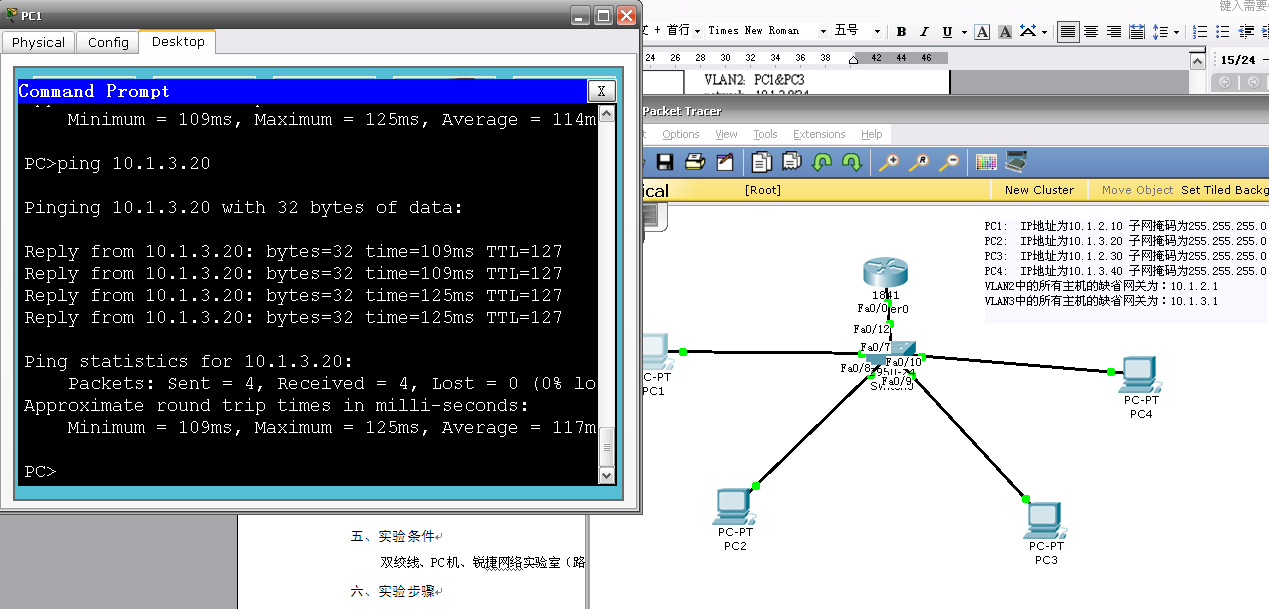 PC1
Physical
Config
Desktop
Command Prompt
X
Minimum = 109ms, Maximum = 125ms, Average = 114m
PC>ping 10.1.3.20
Pinging 10.1.3.20 with 32 bytes of data:
Reply from 10.1.3.20: bytes=32 time=109ms TTL=127
Reply from 10.1.3.20: bytes=32 time=109ms TTL=127
Reply from 10.1.3.20: bytes=32 time=125ms TTL=127
Reply from 10.1.3.20: bytes=32 time=125ms TTL=127
Ping statistics for 10.1.3.20:
Packets: Sent = 4, Received = 4, Lost = 0 (0% lo
Approximate round trip times in milli-seconds:
Minimum = 109ms, Maximum = 125ms, Average = 117m
PC>
键入需要
文 + 首行 Times New Roman 五号 B I U A A
24 26 28 30 32 34 36 38 42 44 46
15/24
VLAN2: PC1&PC3
Packet Tracer
Options View Tools Extensions Help
ical [Root] New Cluster Move Object Set Tiled Backg
PC1: IP地址为10.1.2.10 子网掩码为255.255.255.0
PC2: IP地址为10.1.3.20 子网掩码为255.255.255.0
PC3: IP地址为10.1.2.30 子网掩码为255.255.255.0
PC4: IP地址为10.1.3.40 子网掩码为255.255.255.0
VLAN2中的所有主机的缺省网关为：10.1.2.1
VLAN3中的所有主机的缺省网关为：10.1.3.1
1841
Fa0/0
er0
Fa0/12
Fa0/7
Fa0/8
Fa0/10
Fa0/9
C-PT
PC1
PC-PT
PC4
PC-PT
PC2
PC-PT
PC3
五、实验条件
双绞线、PC机、锐捷网络实验室（路
六、实验步骤